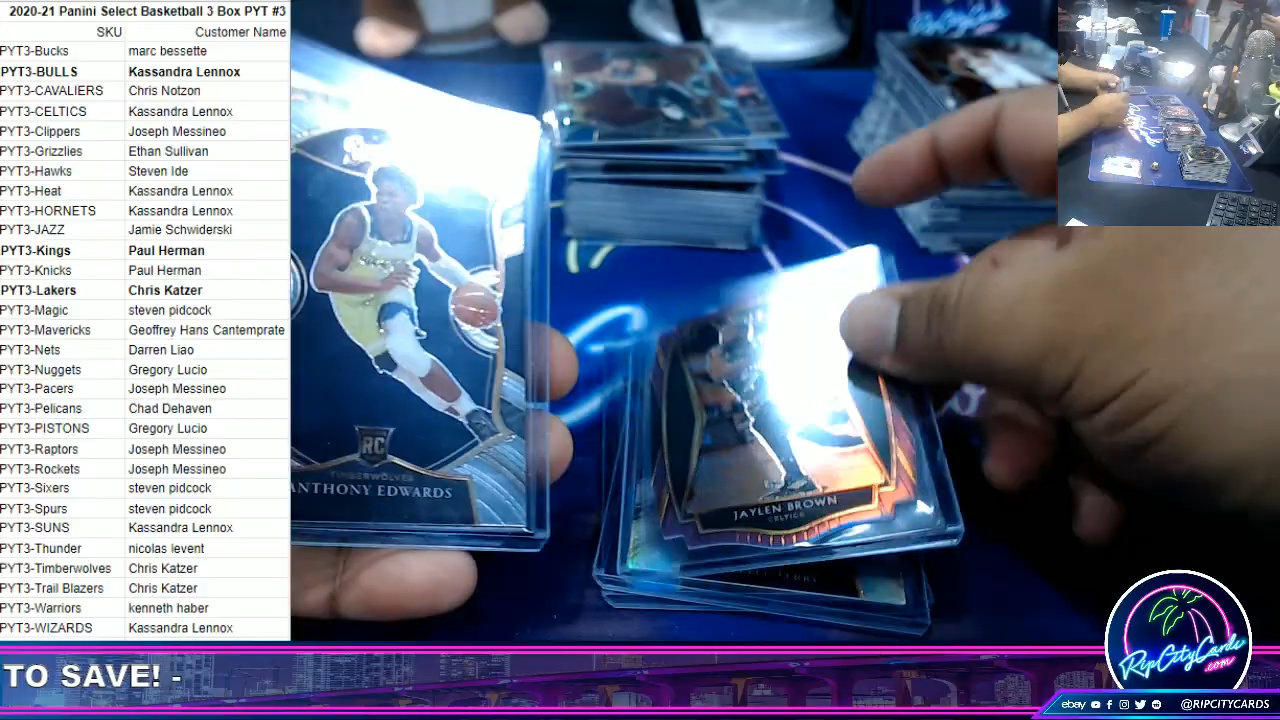 2020-21 Panini Select Basketball 3 Box PYT #3
SKU Customer Name
PYT3-Bucks marc bessette
PYT3-BULLS Kassandra Lennox
PYT3-CAVALIERS Chris Notzon
PYT3-CELTICS Kassandra Lennox
PYT3-Clippers Joseph Messineo
PYT3-Grizzlies Ethan Sullivan
PYT3-Hawks Steven Ide
PYT3-Heat Kassandra Lennox
PYT3-HORNETS Kassandra Lennox
PYT3-JAZZ Jamie Schwiderski
PYT3-Kings Paul Herman
PYT3-Knicks Paul Herman
PYT3-Lakers Chris Katzer
PYT3-Magic steven pidcock
PYT3-Mavericks Geoffrey Hans Cantemprate
PYT3-Nets Darren Liao
PYT3-Nuggets Gregory Lucio
PYT3-Pacers Joseph Messineo
PYT3-Pelicans Chad Dehaven
PYT3-PISTONS Gregory Lucio
PYT3-Raptors Joseph Messineo
PYT3-Rockets Joseph Messineo
PYT3-Sixers steven pidcock
PYT3-Spurs steven pidcock
PYT3-SUNS Kassandra Lennox
PYT3-Thunder nicolas levent
PYT3-Timberwolves Chris Katzer
PYT3-Trail Blazers Chris Katzer
PYT3-Warriors kenneth haber
PYT3-WIZARDS Kassandra Lennox
RC
TIMBERWOLVES
ANTHONY EDWARDS
JAYLEN BROWN
CELTICS
TO SAVE! -
RipCityCards
.com
ebay @RIPCITYCARDS